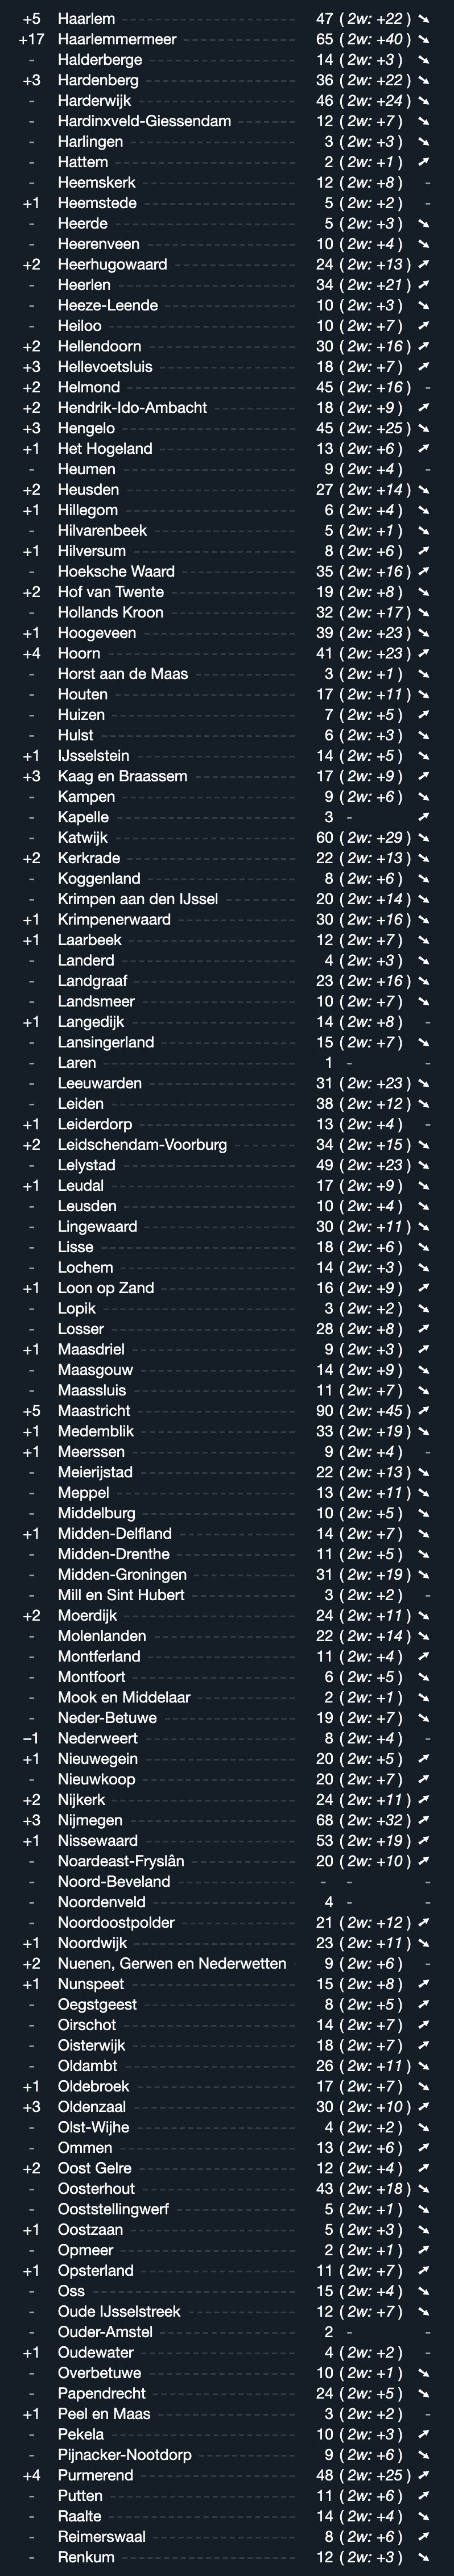 +5 Haarlem 47 ( 2w: +22 ) ➘
+17 Haarlemmermeer 65 ( 2w: +40 ) ➘
- Halderberge 14 ( 2w: +3 ) ➘
+3 Hardenberg 36 ( 2w: +22 ) ➘
- Harderwijk 46 ( 2w: +24 ) ➘
- Hardinxveld-Giessendam 12 ( 2w: +7 ) ➘
- Harlingen 3 ( 2w: +3 ) ➘
- Hattem 2 ( 2w: +1 ) ➚
- Heemskerk 12 ( 2w: +8 ) -
+1 Heemstede 5 ( 2w: +2 ) -
- Heerde 5 ( 2w: +3 ) ➘
- Heerenveen 10 ( 2w: +4 ) ➘
+2 Heerhugowaard 24 ( 2w: +13 ) ➚
- Heerlen 34 ( 2w: +21 ) ➚
- Heeze-Leende 10 ( 2w: +3 ) ➘
- Heiloo 10 ( 2w: +7 ) ➚
+2 Hellendoorn 30 ( 2w: +16 ) ➚
+3 Hellevoetsluis 18 ( 2w: +7 ) ➚
+2 Helmond 45 ( 2w: +16 ) -
+2 Hendrik-Ido-Ambacht 18 ( 2w: +9 ) ➚
+3 Hengelo 45 ( 2w: +25 ) ➘
+1 Het Hogeland 13 ( 2w: +6 ) ➚
- Heumen 9 ( 2w: +4 ) -
+2 Heusden 27 ( 2w: +14 ) ➘
+1 Hillegom 6 ( 2w: +4 ) ➘
- Hilvarenbeek 5 ( 2w: +1 ) ➘
+1 Hilversum 8 ( 2w: +6 ) ➚
- Hoeksche Waard 35 ( 2w: +16 ) ➚
+2 Hof van Twente 19 ( 2w: +8 ) ➘
- Hollands Kroon 32 ( 2w: +17 ) ➘
+1 Hoogeveen 39 ( 2w: +23 ) ➘
+4 Hoorn 41 ( 2w: +23 ) ➚
- Horst aan de Maas 3 ( 2w: +1 ) ➘
- Houten 17 ( 2w: +11 ) ➘
- Huizen 7 ( 2w: +5 ) ➚
- Hulst 6 ( 2w: +3 ) ➘
+1 IJsselstein 14 ( 2w: +5 ) ➘
+3 Kaag en Braassem 17 ( 2w: +9 ) ➚
- Kampen 9 ( 2w: +6 ) ➘
- Kapelle 3 - ➚
- Katwijk 60 ( 2w: +29 ) ➘
+2 Kerkrade 22 ( 2w: +13 ) ➘
- Koggenland 8 ( 2w: +6 ) ➘
- Krimpen aan den IJssel 20 ( 2w: +14 ) ➘
+1 Krimpenerwaard 30 ( 2w: +16 ) ➘
+1 Laarbeek 12 ( 2w: +7 ) ➘
- Landerd 4 ( 2w: +3 ) ➘
- Landgraaf 23 ( 2w: +16 ) ➘
- Landsmeer 10 ( 2w: +7 ) ➘
+1 Langedijk 14 ( 2w: +8 ) -
- Lansingerland 15 ( 2w: +7 ) ➘
- Laren 1 - -
- Leeuwarden 31 ( 2w: +23 ) ➘
- Leiden 38 ( 2w: +12 ) ➘
+1 Leiderdorp 13 ( 2w: +4 ) -
+2 Leidschendam-Voorburg 34 ( 2w: +15 ) ➘
- Lelystad 49 ( 2w: +23 ) ➘
+1 Leudal 17 ( 2w: +9 ) ➘
- Leusden 10 ( 2w: +4 ) ➘
- Lingewaard 30 ( 2w: +11 ) ➘
- Lisse 18 ( 2w: +6 ) ➘
- Lochem 14 ( 2w: +3 ) ➘
+1 Loon op Zand 16 ( 2w: +9 ) ➚
- Lopik 3 ( 2w: +2 ) ➘
- Losser 28 ( 2w: +8 ) ➚
+1 Maasdriel 9 ( 2w: +3 ) ➚
- Maasgouw 14 ( 2w: +9 ) ➘
- Maassluis 11 ( 2w: +7 ) ➘
+5 Maastricht 90 ( 2w: +45 ) ➚
+1 Medemblik 33 ( 2w: +19 ) ➘
+1 Meerssen 9 ( 2w: +4 ) -
- Meierijstad 22 ( 2w: +13 ) ➘
- Meppel 13 ( 2w: +11 ) ➘
- Middelburg 10 ( 2w: +5 ) ➘
+1 Midden-Delfland 14 ( 2w: +7 ) ➘
- Midden-Drenthe 11 ( 2w: +5 ) ➘
- Midden-Groningen 31 ( 2w: +19 ) ➘
- Mill en Sint Hubert 3 ( 2w: +2 ) -
+2 Moerdijk 24 ( 2w: +11 ) ➘
- Molenlanden 22 ( 2w: +14 ) ➘
- Montferland 11 ( 2w: +4 ) ➚
- Montfoort 6 ( 2w: +5 ) ➘
- Mook en Middelaar 2 ( 2w: +1 ) ➘
- Neder-Betuwe 19 ( 2w: +7 ) ➘
–1 Nederweert 8 ( 2w: +4 ) -
+1 Nieuwegein 20 ( 2w: +5 ) ➚
- Nieuwkoop 20 ( 2w: +7 ) ➚
+2 Nijkerk 24 ( 2w: +11 ) ➚
+3 Nijmegen 68 ( 2w: +32 ) ➚
+1 Nissewaard 53 ( 2w: +19 ) ➚
- Noardeast-Fryslân 20 ( 2w: +10 ) ➚
- Noord-Beveland - - -
- Noordenveld 4 - -
- Noordoostpolder 21 ( 2w: +12 ) ➚
+1 Noordwijk 23 ( 2w: +11 ) ➘
+2 Nuenen, Gerwen en Nederwetten 9 ( 2w: +6 ) -
+1 Nunspeet 15 ( 2w: +8 ) ➚
- Oegstgeest 8 ( 2w: +5 ) ➚
- Oirschot 14 ( 2w: +7 ) ➚
- Oisterwijk 18 ( 2w: +7 ) ➚
- Oldambt 26 ( 2w: +11 ) ➘
+1 Oldebroek 17 ( 2w: +7 ) ➘
+3 Oldenzaal 30 ( 2w: +10 ) ➚
- Olst-Wijhe 4 ( 2w: +2 ) ➘
- Ommen 13 ( 2w: +6 ) ➚
+2 Oost Gelre 12 ( 2w: +4 ) ➚
- Oosterhout 43 ( 2w: +18 ) ➘
- Ooststellingwerf 5 ( 2w: +1 ) ➘
+1 Oostzaan 5 ( 2w: +3 ) ➘
- Opmeer 2 ( 2w: +1 ) ➚
+1 Opsterland 11 ( 2w: +7 ) ➚
- Oss 15 ( 2w: +4 ) ➘
- Oude IJsselstreek 12 ( 2w: +7 ) ➘
- Ouder-Amstel 2 - -
+1 Oudewater 4 ( 2w: +2 ) -
- Overbetuwe 10 ( 2w: +1 ) ➘
- Papendrecht 24 ( 2w: +5 ) ➘
+1 Peel en Maas 3 ( 2w: +2 ) -
- Pekela 10 ( 2w: +3 ) ➚
- Pijnacker-Nootdorp 9 ( 2w: +6 ) ➘
+4 Purmerend 48 ( 2w: +25 ) ➚
- Putten 11 ( 2w: +6 ) ➚
- Raalte 14 ( 2w: +4 ) ➘
- Reimerswaal 8 ( 2w: +6 ) ➚
- Renkum 12 ( 2w: +3 ) ➘